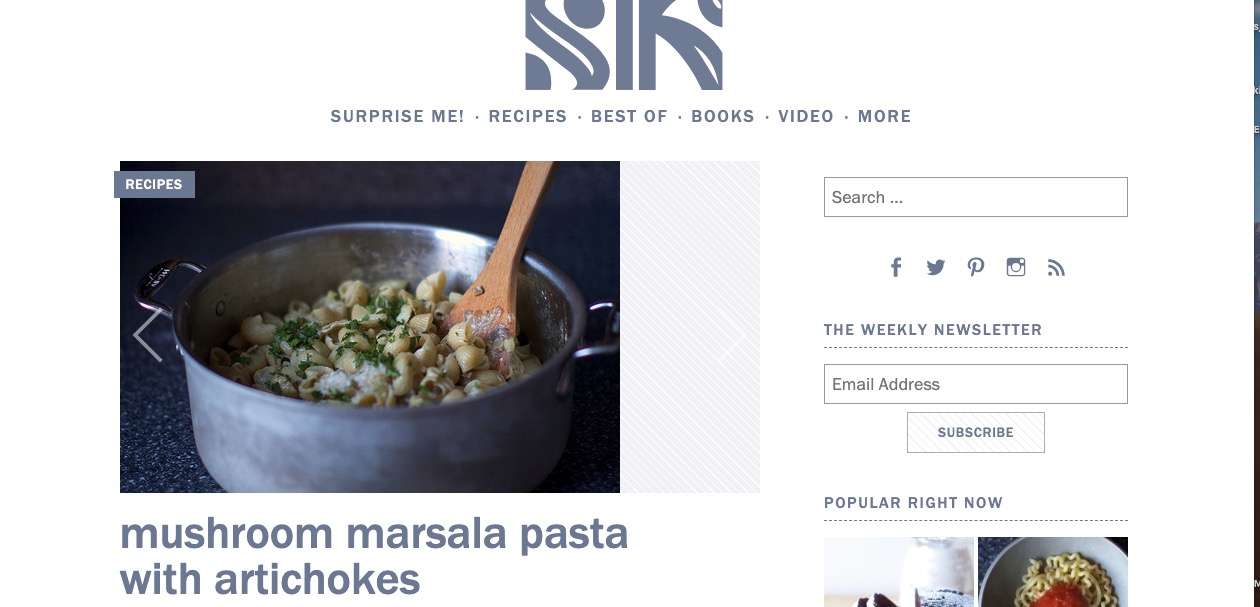 SK
SURPRISE ME! · RECIPES · BEST OF · BOOKS · VIDEO · MORE
RECIPES
mushroom marsala pasta
with artichokes
Search ...
THE WEEKLY NEWSLETTER
Email Address
SUBSCRIBE
POPULAR RIGHT NOW